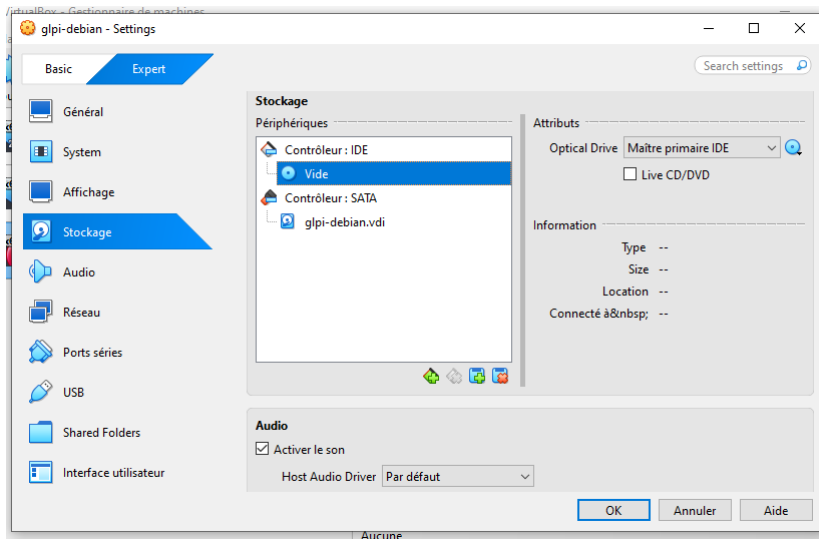 VirtualBox - Gestionnaire de machines
glpi-debian - Settings
Basic
Expert
Search settings
Général
System
Affichage
Stockage
Audio
Réseau
Ports séries
USB
Shared Folders
Interface utilisateur
Stockage
Périphériques
Contrôleur : IDE
Vide
Contrôleur : SATA
glpi-debian.vdi
Attributs
Optical Drive Maître primaire IDE
Live CD/DVD
Information
Type --
Size --
Location --
Connecté à&nbsp; --
Audio
Activer le son
Host Audio Driver Par défaut
OK Annuler Aide
Aucune